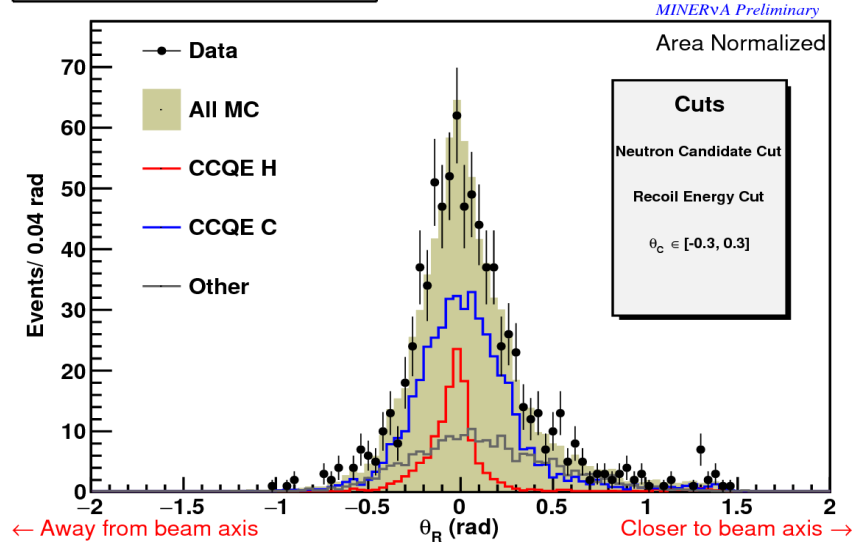 MINERνA Preliminary
Area Normalized
Data
All MC
CCQE H
CCQE C
Other
Cuts
Neutron Candidate Cut
Recoil Energy Cut
θC ∈ [-0.3, 0.3]
Events/ 0.04 rad
70
60
50
40
30
20
10
0
−2 −1.5 −1 −0.5 0 0.5 1 1.5 2
← Away from beam axis θR (rad) Closer to beam axis →